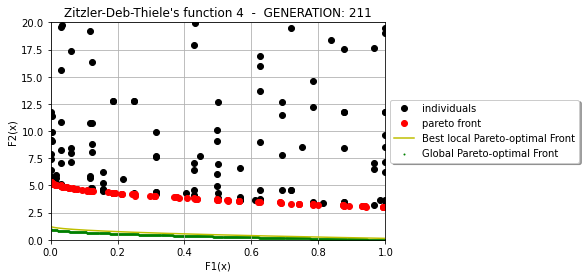 Zitzler-Deb-Thiele's function 4 - GENERATION: 211
20.0
17.5
15.0
12.5
10.0
7.5
5.0
2.5
0.0
F2(x)
0.0 0.2 0.4 0.6 0.8 1.0
F1(x)
individuals
pareto front
Best local Pareto-optimal Front
Global Pareto-optimal Front